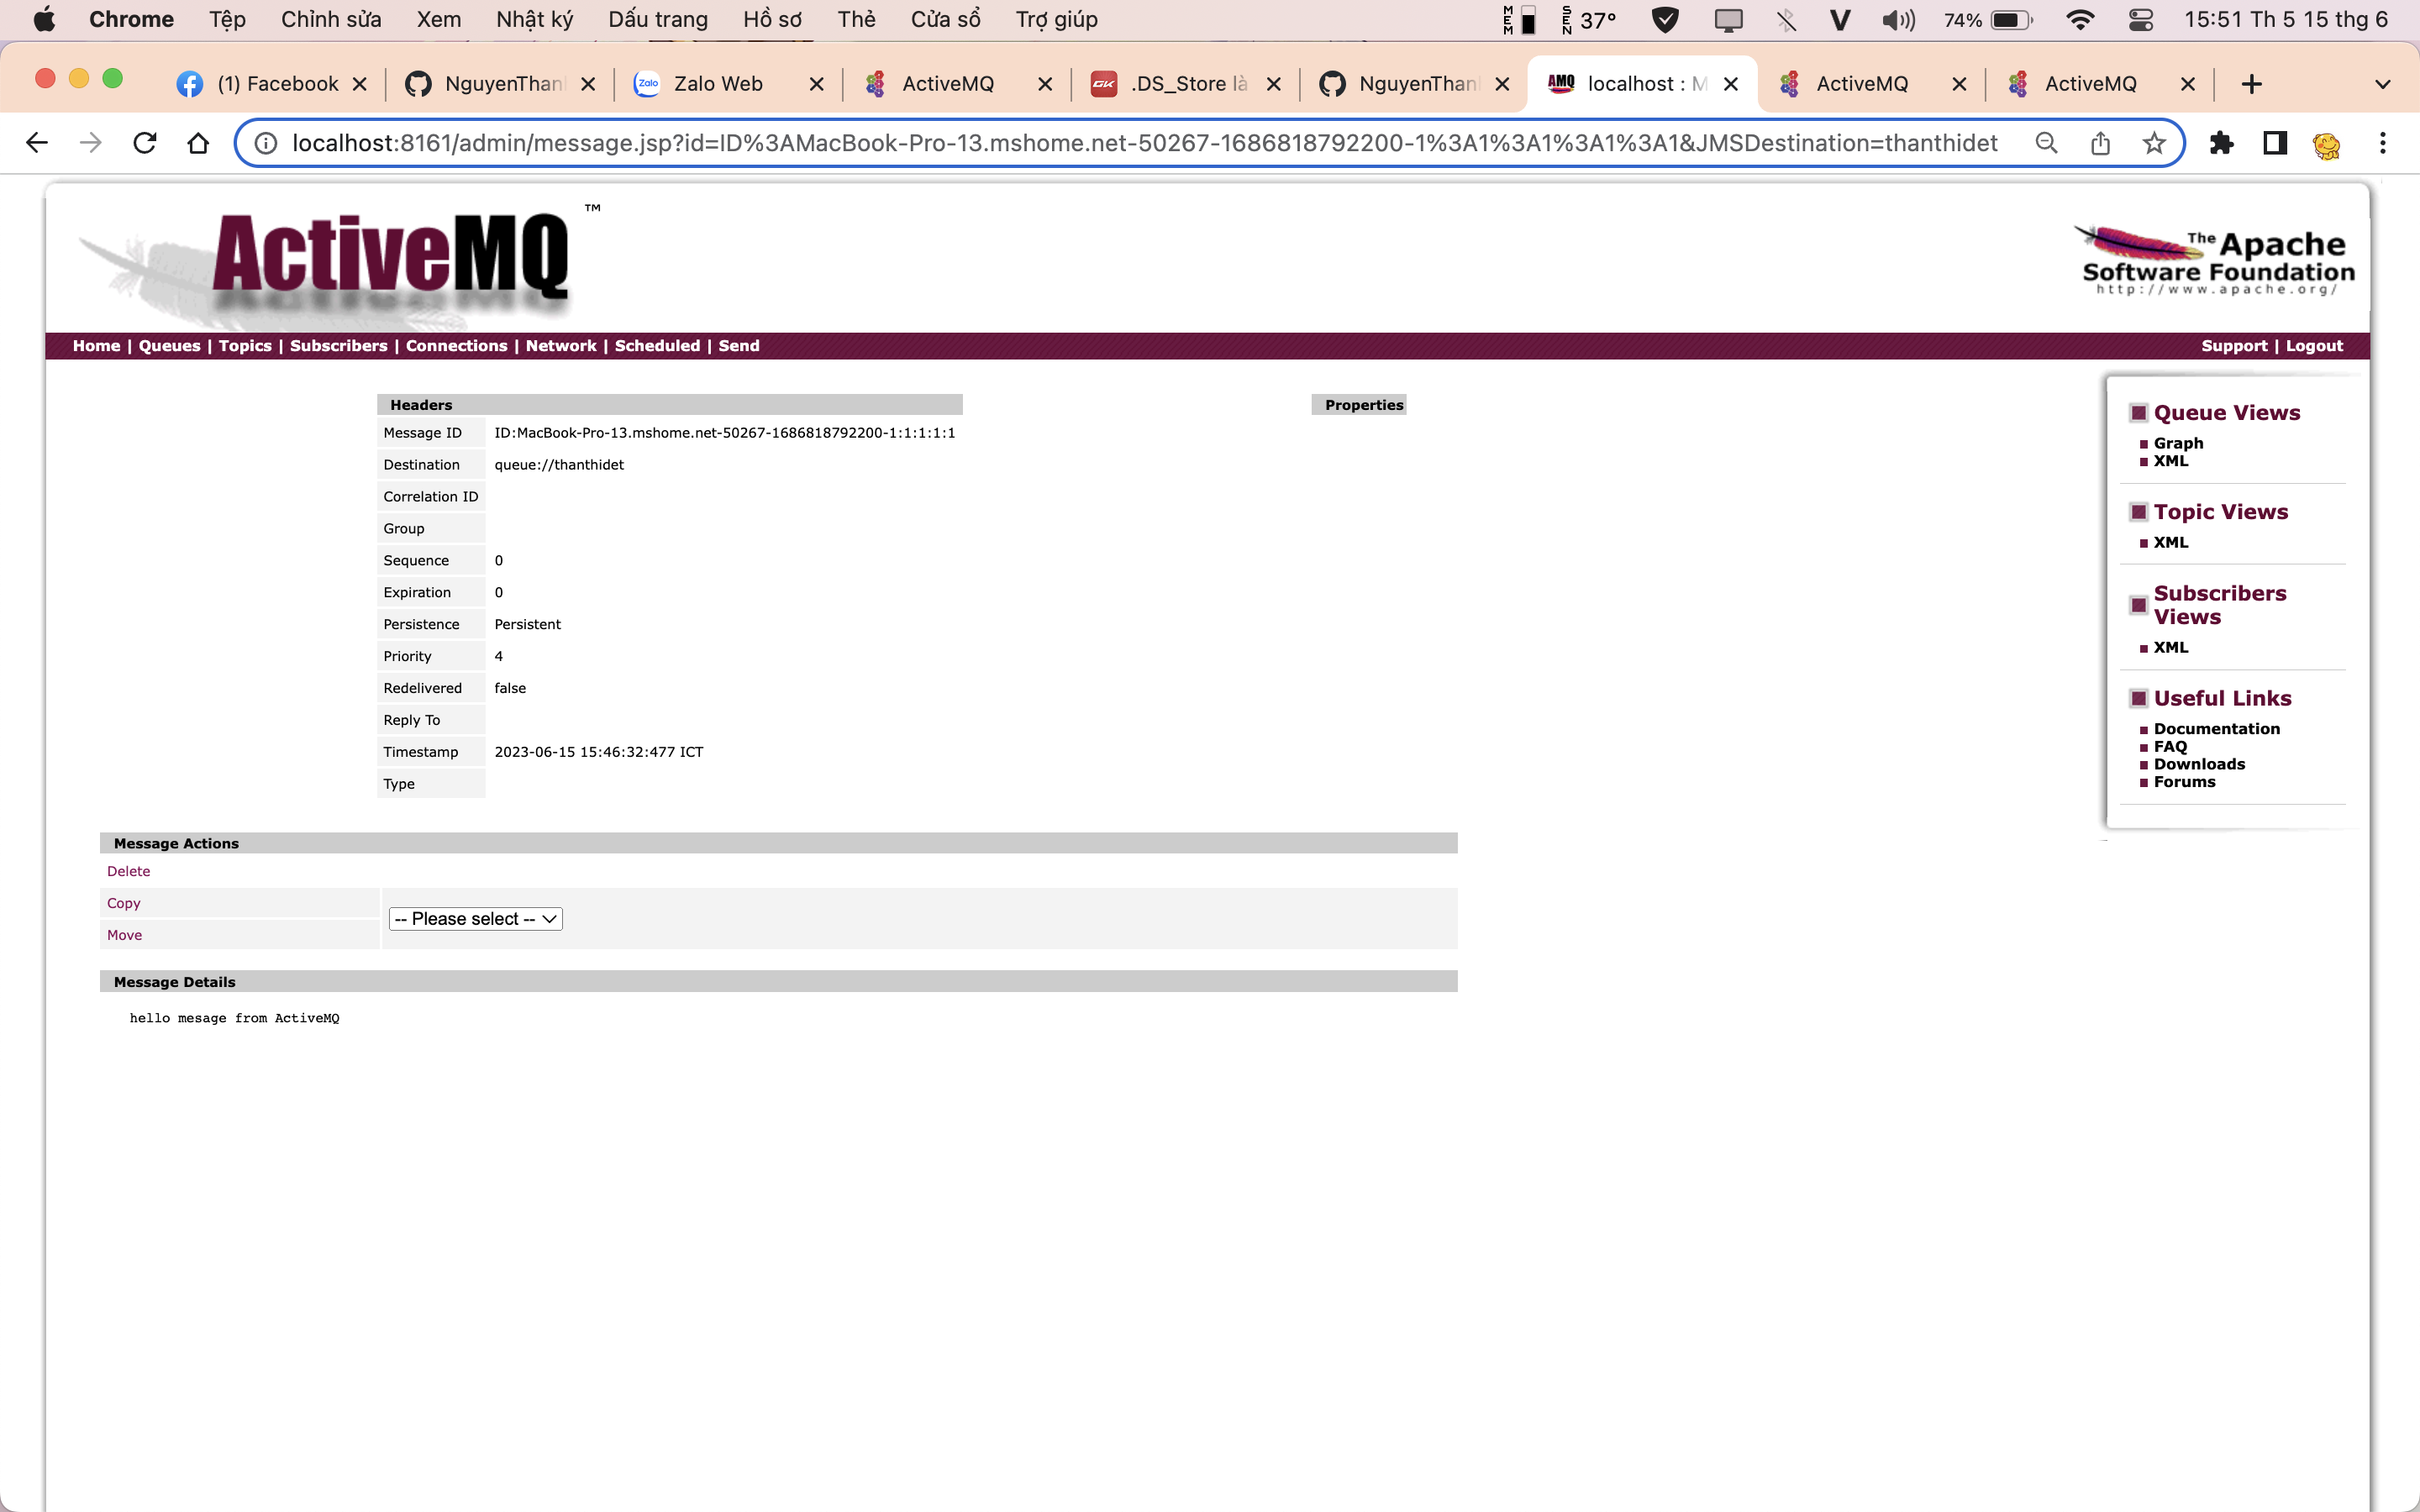 Chrome Tệp Chỉnh sửa Xem Nhật ký Dấu trang Hồ sơ Thẻ Cửa sổ Trợ giúp MEM SEN 37° V 74% 15:51 Th 5 15 thg 6
(1) Facebook NguyenThan Zalo Zalo Web ActiveMQ GK .DS_Store là NguyenThan AMQ localhost : M ActiveMQ ActiveMQ
localhost:8161/admin/message.jsp?id=ID%3AMacBook-Pro-13.mshome.net-50267-1686818792200-1%3A1%3A1%3A1%3A1&JMSDestination=thanthidet
ActiveMQ ™
The Apache
Software Foundation
http://www.apache.org/
Home | Queues | Topics | Subscribers | Connections | Network | Scheduled | Send
Support | Logout
Headers
Message ID ID:MacBook-Pro-13.mshome.net-50267-1686818792200-1:1:1:1:1
Destination queue://thanthidet
Correlation ID
Group
Sequence 0
Expiration 0
Persistence Persistent
Priority 4
Redelivered false
Reply To
Timestamp 2023-06-15 15:46:32:477 ICT
Type
Properties
Queue Views
Graph
XML
Topic Views
XML
Subscribers
Views
XML
Useful Links
Documentation
FAQ
Downloads
Forums
Message Actions
Delete
Copy
-- Please select --
Move
Message Details
hello mesage from ActiveMQ